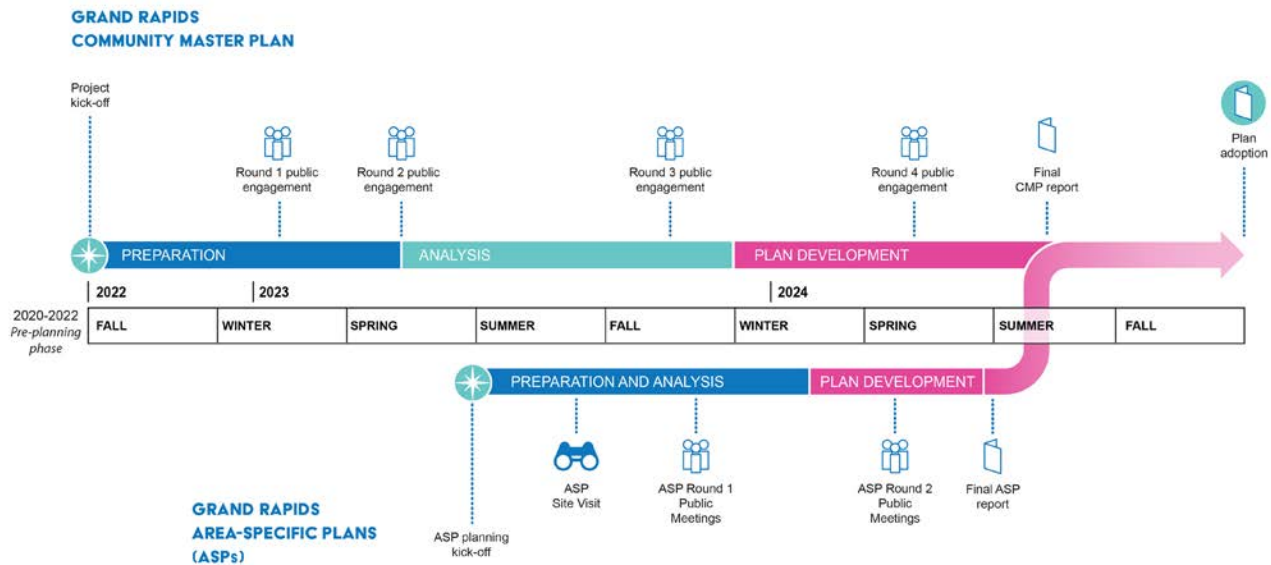 GRAND RAPIDS
COMMUNITY MASTER PLAN
Project
kick-off
Round 1 public
engagement
Round 2 public
engagement
Round 3 public
engagement
Round 4 public
engagement
Final
CMP report
Plan
adoption
PREPARATION
ANALYSIS
PLAN DEVELOPMENT
2022
2023
2024
2020-2022
Pre-planning
phase
FALL
WINTER
SPRING
SUMMER
FALL
WINTER
SPRING
SUMMER
FALL
PREPARATION AND ANALYSIS
PLAN DEVELOPMENT
ASP
Site Visit
ASP Round 1
Public
Meetings
ASP Round 2
Public
Meetings
Final ASP
report
ASP planning
kick-off
GRAND RAPIDS
AREA-SPECIFIC PLANS
(ASPs)